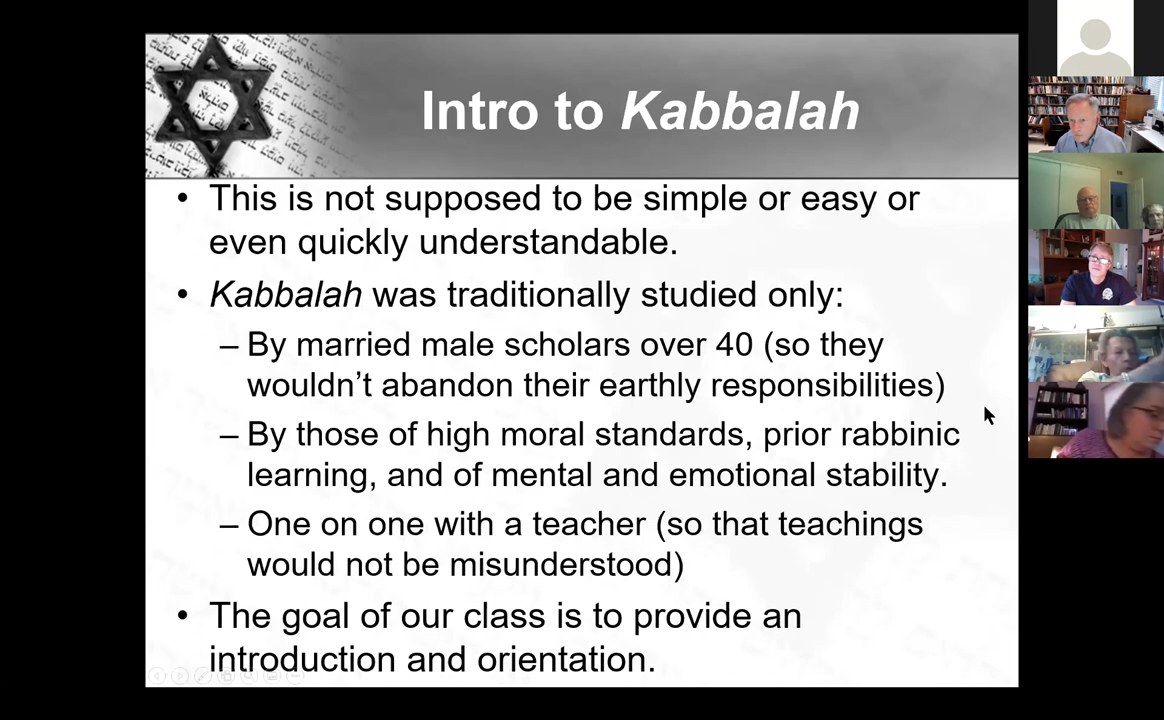 Intro to Kabbalah
• This is not supposed to be simple or easy or
even quickly understandable.
• Kabbalah was traditionally studied only:
– By married male scholars over 40 (so they
wouldn’t abandon their earthly responsibilities)
– By those of high moral standards, prior rabbinic
learning, and of mental and emotional stability.
– One on one with a teacher (so that teachings
would not be misunderstood)
• The goal of our class is to provide an
introduction and orientation.